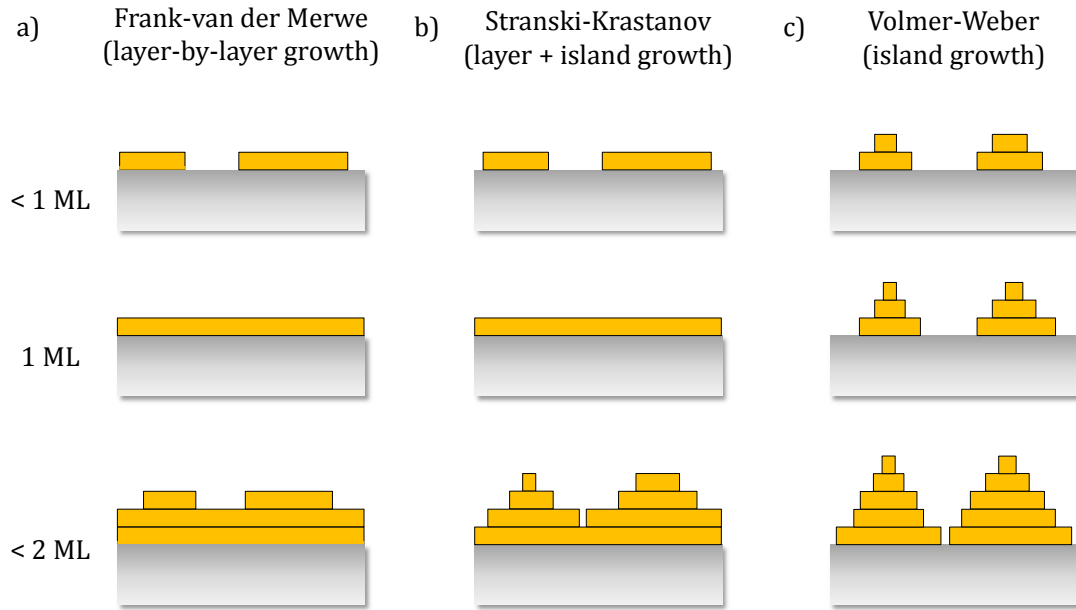 a)
Frank-van der Merwe
(layer-by-layer growth)
b)
Stranski-Krastanov
(layer + island growth)
c)
Volmer-Weber
(island growth)
< 1 ML
1 ML
< 2 ML